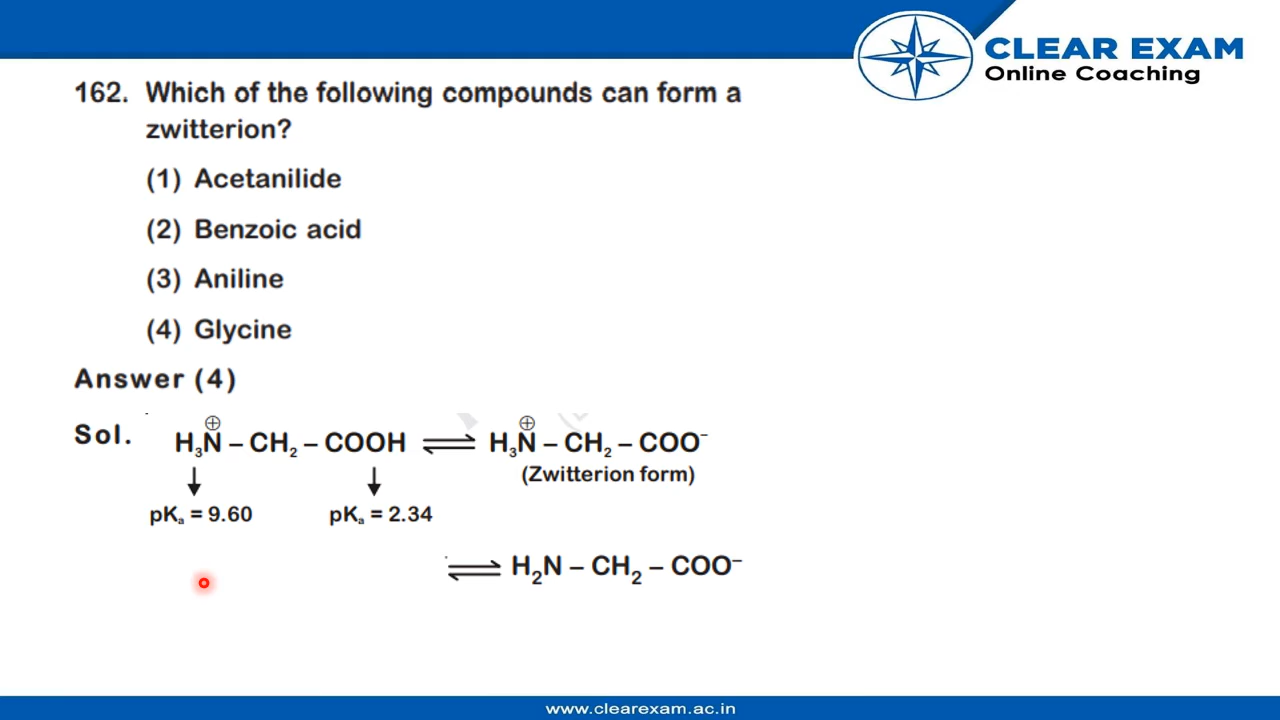 CLEAR EXAM
Online Coaching
162. Which of the following compounds can form a
zwitterion?
(1) Acetanilide
(2) Benzoic acid
(3) Aniline
(4) Glycine
Answer (4)
Sol. H₃N⊕ – CH₂ – COOH ⇌ H₃N⊕ – CH₂ – COO⁻
(Zwitterion form)
pKₐ = 9.60 pKₐ = 2.34
⇌ H₂N – CH₂ – COO⁻
www.clearexam.ac.in